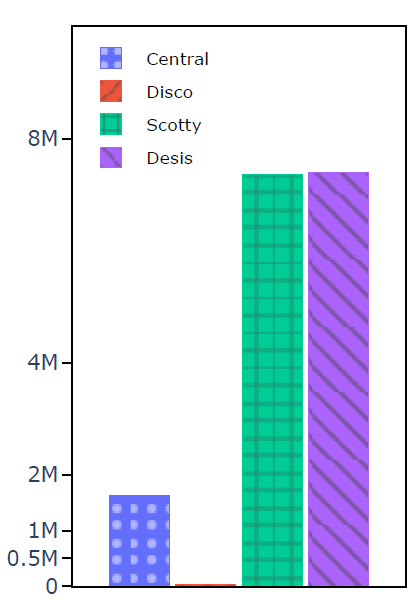 Central
Disco
Scotty
Desis
8M
4M
2M
1M
0.5M
0